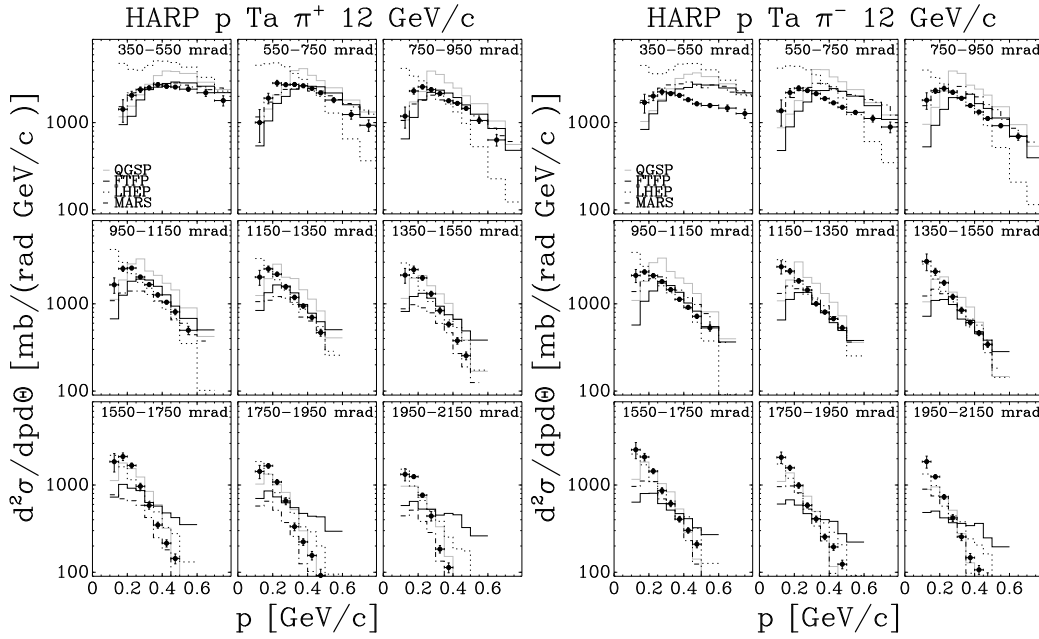 HARP p Ta π⁺ 12 GeV/c
d²σ/dpdΘ [mb/(rad GeV/c )]
350−550 mrad
550−750 mrad
750−950 mrad
1000
100
QGSP
FTFP
LHEP
MARS
950−1150 mrad
1150−1350 mrad
1350−1550 mrad
1000
100
1550−1750 mrad
1750−1950 mrad
1950−2150 mrad
1000
100
0 0.2 0.4 0.6 0 0.2 0.4 0.6 0 0.2 0.4 0.6
p [GeV/c]
HARP p Ta π⁻ 12 GeV/c
d²σ/dpdΘ [mb/(rad GeV/c )]
350−550 mrad
550−750 mrad
750−950 mrad
1000
100
QGSP
FTFP
LHEP
MARS
950−1150 mrad
1150−1350 mrad
1350−1550 mrad
1000
100
1550−1750 mrad
1750−1950 mrad
1950−2150 mrad
1000
100
0 0.2 0.4 0.6 0 0.2 0.4 0.6 0 0.2 0.4 0.6
p [GeV/c]